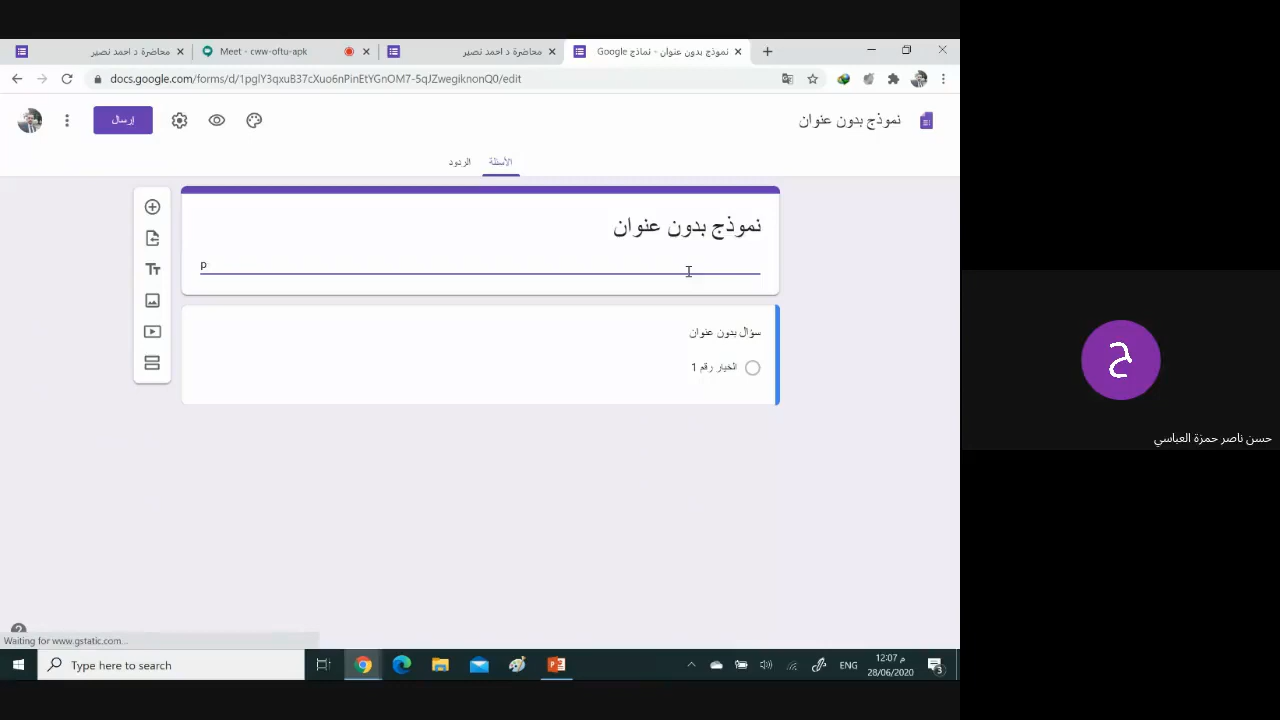 محاضرة د احمد نصير
Meet - cww-oftu-apk
محاضرة د احمد نصير
نموذج بدون عنوان - نماذج Google
docs.google.com/forms/d/1pglY3qxuB37cXuo6nPinEtYGnOM7-5qJZwegiknonQ0/edit
نموذج بدون عنوان
إرسال
الأسئلة
الردود
نموذج بدون عنوان
p
سؤال بدون عنوان
الخيار رقم 1
Tт
حسن ناصر حمزة العباسي
ح
Waiting for www.gstatic.com...
Type here to search
ENG
12:07 م
28/06/2020
3